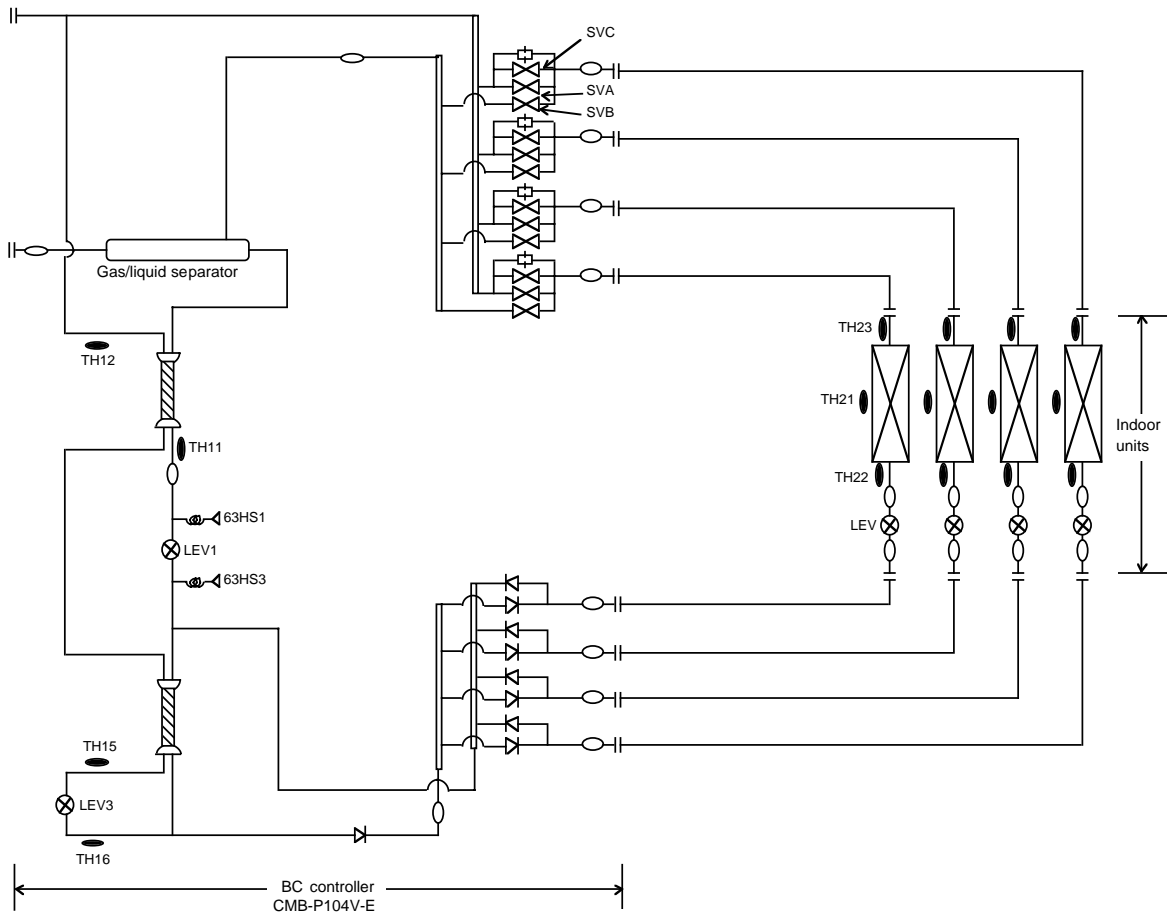 SVC
SVA
SVB
Gas/liquid separator
TH12
TH23
TH21
Indoor
units
TH11
TH22
63HS1
LEV
LEV1
63HS3
TH15
LEV3
TH16
BC controller
CMB-P104V-E